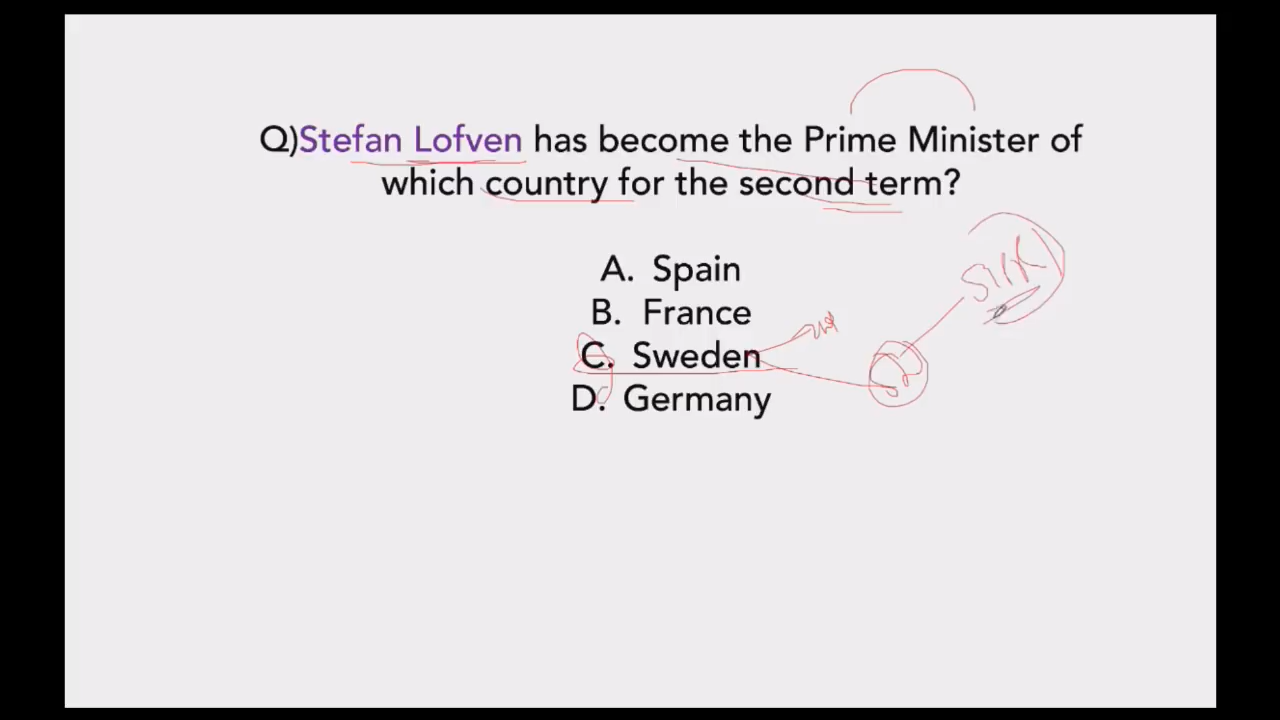 Q)Stefan Lofven has become the Prime Minister of
which country for the second term?
A. Spain
B. France
C. Sweden
D. Germany